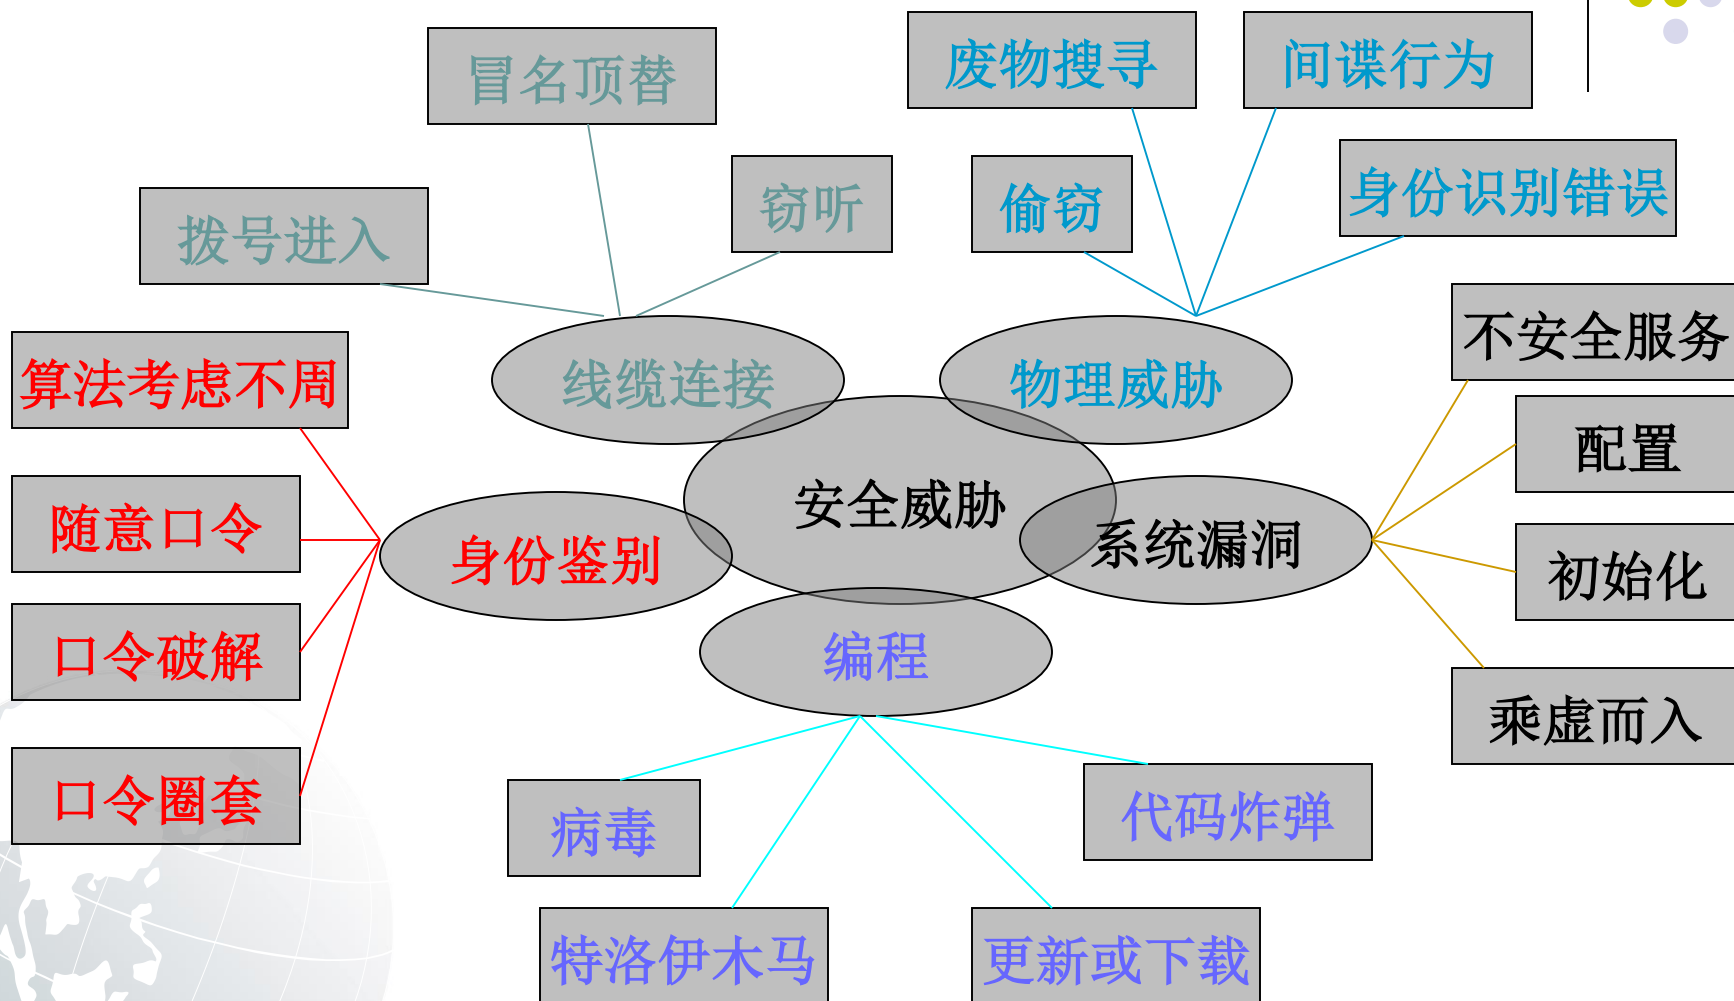 废物搜寻
间谍行为
冒名顶替
窃听
偷窃
身份识别错误
拨号进入
不安全服务
线缆连接
物理威胁
算法考虑不周
配置
安全威胁
随意口令
系统漏洞
身份鉴别
初始化
编程
口令破解
乘虚而入
口令圈套
病毒
代码炸弹
特洛伊木马
更新或下载